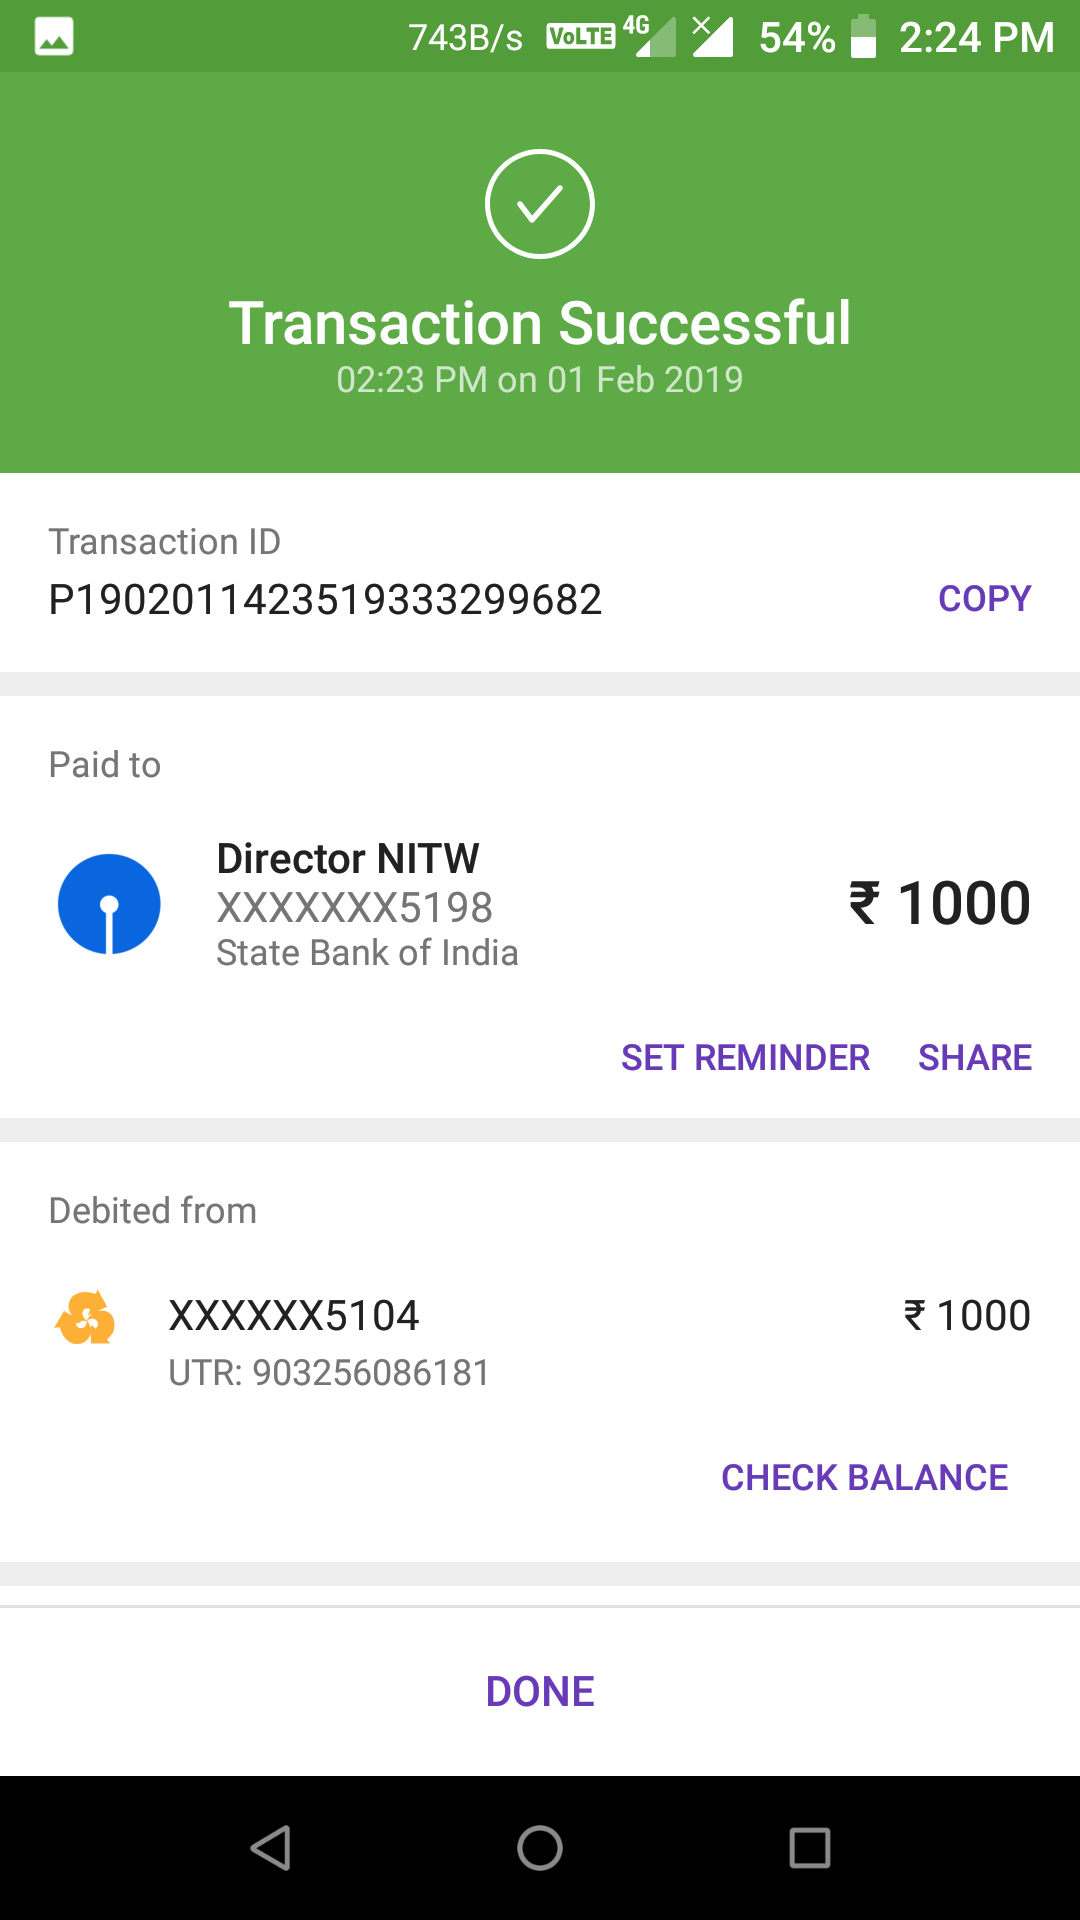 743B/s VoLTE 4G 54% 2:24 PM
Transaction Successful
02:23 PM on 01 Feb 2019
Transaction ID
P1902011423519333299682 COPY
Paid to
Director NITW
XXXXXXX5198
₹ 1000
State Bank of India
SET REMINDER SHARE
Debited from
XXXXXX5104 ₹ 1000
UTR: 903256086181
CHECK BALANCE
DONE